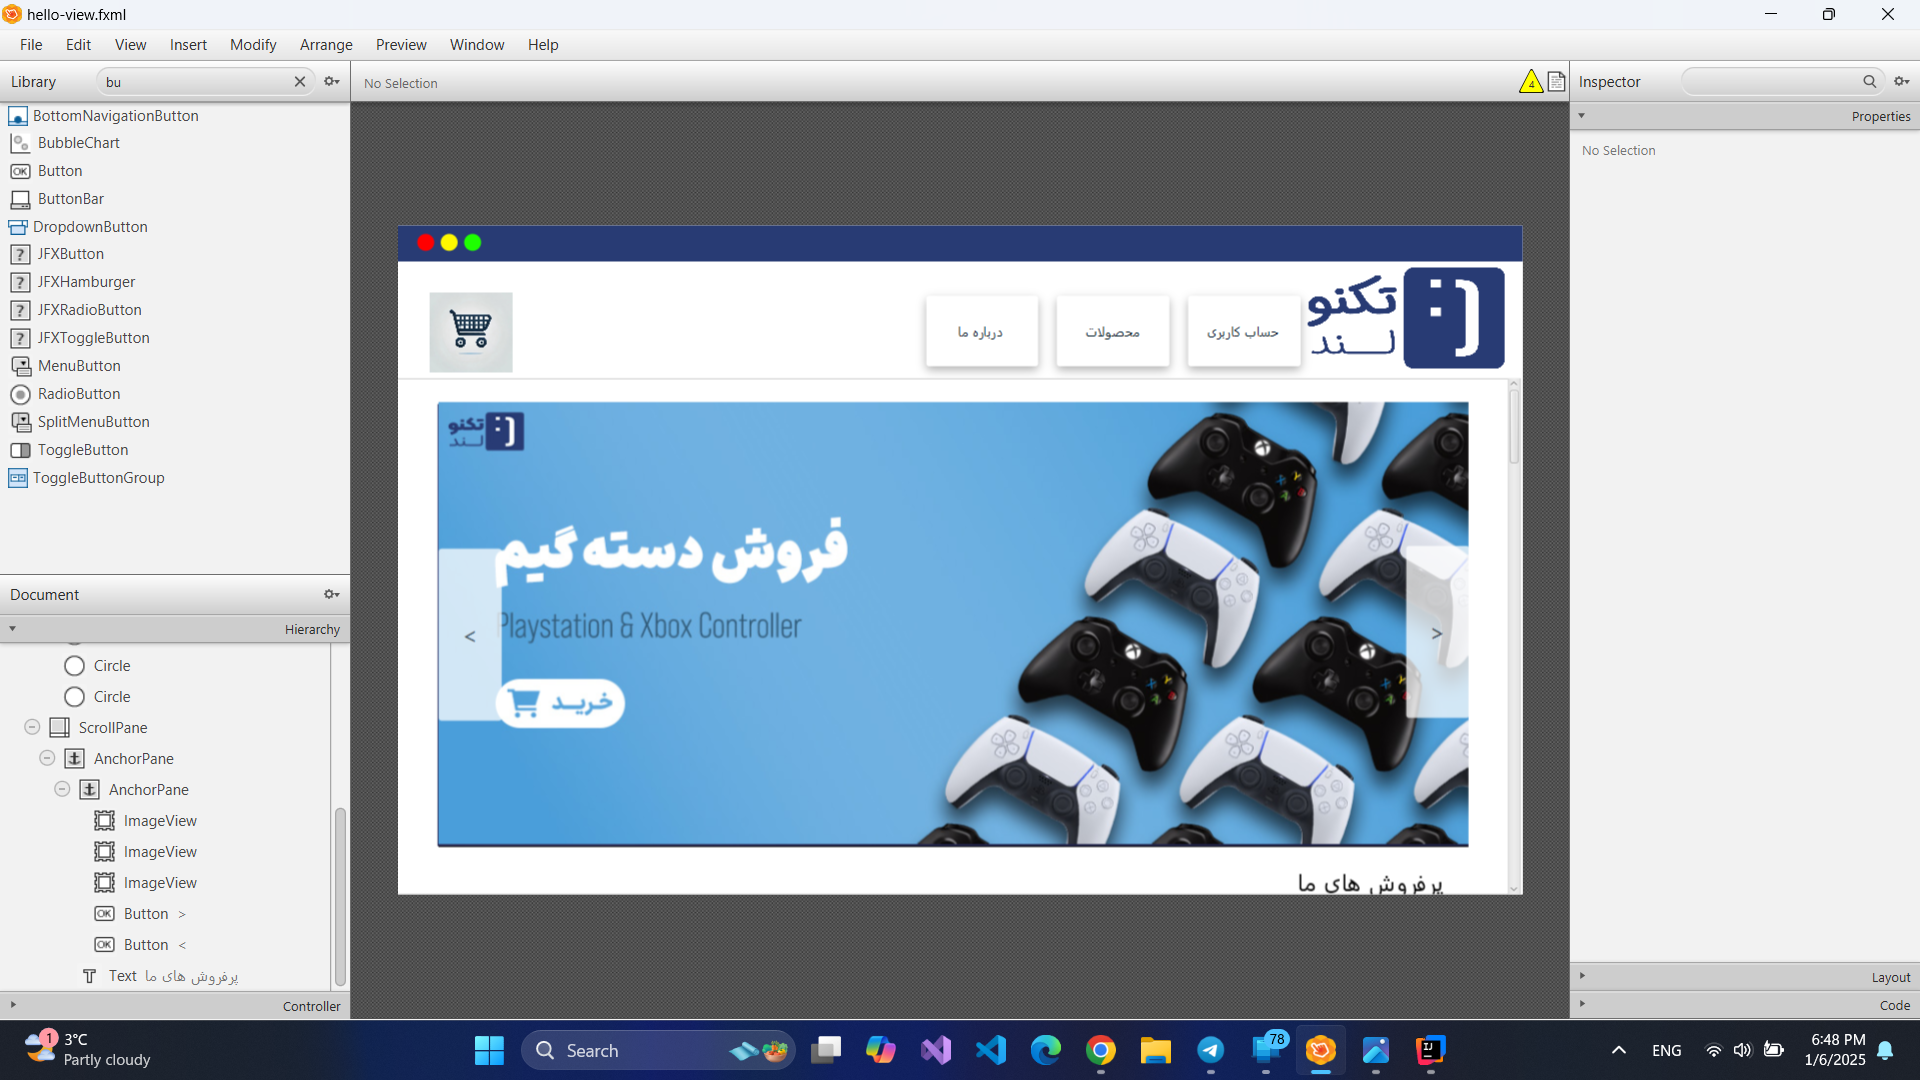 hello-view.fxml
File Edit View Insert Modify Arrange Preview Window Help
Library
bu
BottomNavigationButton
BubbleChart
Button
ButtonBar
DropdownButton
JFXButton
JFXHamburger
JFXRadioButton
JFXToggleButton
MenuButton
RadioButton
SplitMenuButton
ToggleButton
ToggleButtonGroup
Document
Hierarchy
Circle
Circle
ScrollPane
AnchorPane
AnchorPane
ImageView
ImageView
ImageView
Button >
Button <
Text پرفروش های ما
Controller
No Selection
4
تکنو
لند
حساب کاربری
محصولات
درباره ما
تکنو
لند
فروش دسته گیم
Playstation & Xbox Controller
خرید
<
>
پرفروش های ما
Inspector
Properties
No Selection
Layout
Code
1
3°C
Partly cloudy
Search
78
ENG
6:48 PM
1/6/2025